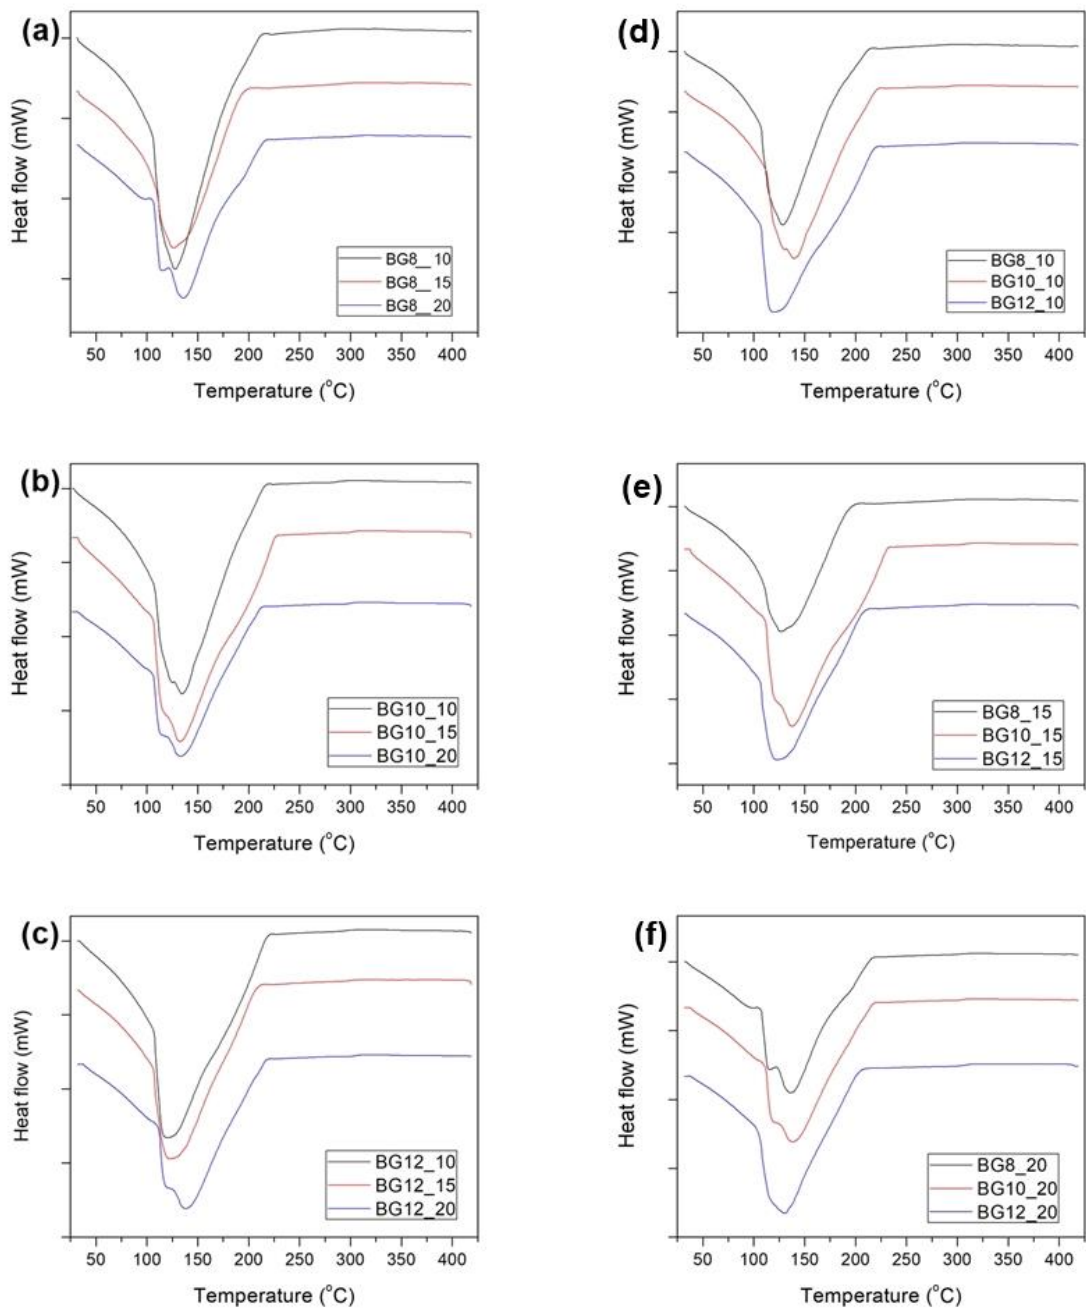 (a)
Heat flow (mW)
BG8__10
BG8__15
BG8__20
50 100 150 200 250 300 350 400
Temperature (°C)
(d)
Heat flow (mW)
BG8_10
BG10_10
BG12_10
50 100 150 200 250 300 350 400
Temperature (°C)
(b)
Heat flow (mW)
BG10_10
BG10_15
BG10_20
50 100 150 200 250 300 350 400
Temperature (°C)
(e)
Heat flow (mW)
BG8_15
BG10_15
BG12_15
50 100 150 200 250 300 350 400
Temperature (°C)
(c)
Heat flow (mW)
BG12_10
BG12_15
BG12_20
50 100 150 200 250 300 350 400
Temperature (°C)
(f)
Heat flow (mW)
BG8_20
BG10_20
BG12_20
50 100 150 200 250 300 350 400
Temperature (°C)